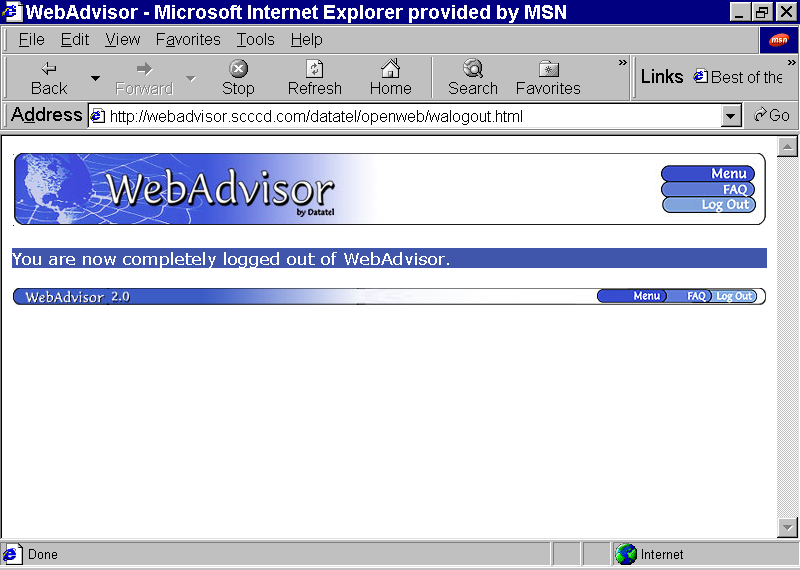 WebAdvisor - Microsoft Internet Explorer provided by MSN
File Edit View Favorites Tools Help
msn
Back Forward Stop Refresh Home Search Favorites » Links Best of the »
Address http://webadvisor.scccd.com/datatel/openweb/walogout.html Go
WebAdvisor
by Datatel
Menu
FAQ
Log Out
You are now completely logged out of WebAdvisor.
WebAdvisor 2.0 Menu FAQ Log Out
Done Internet